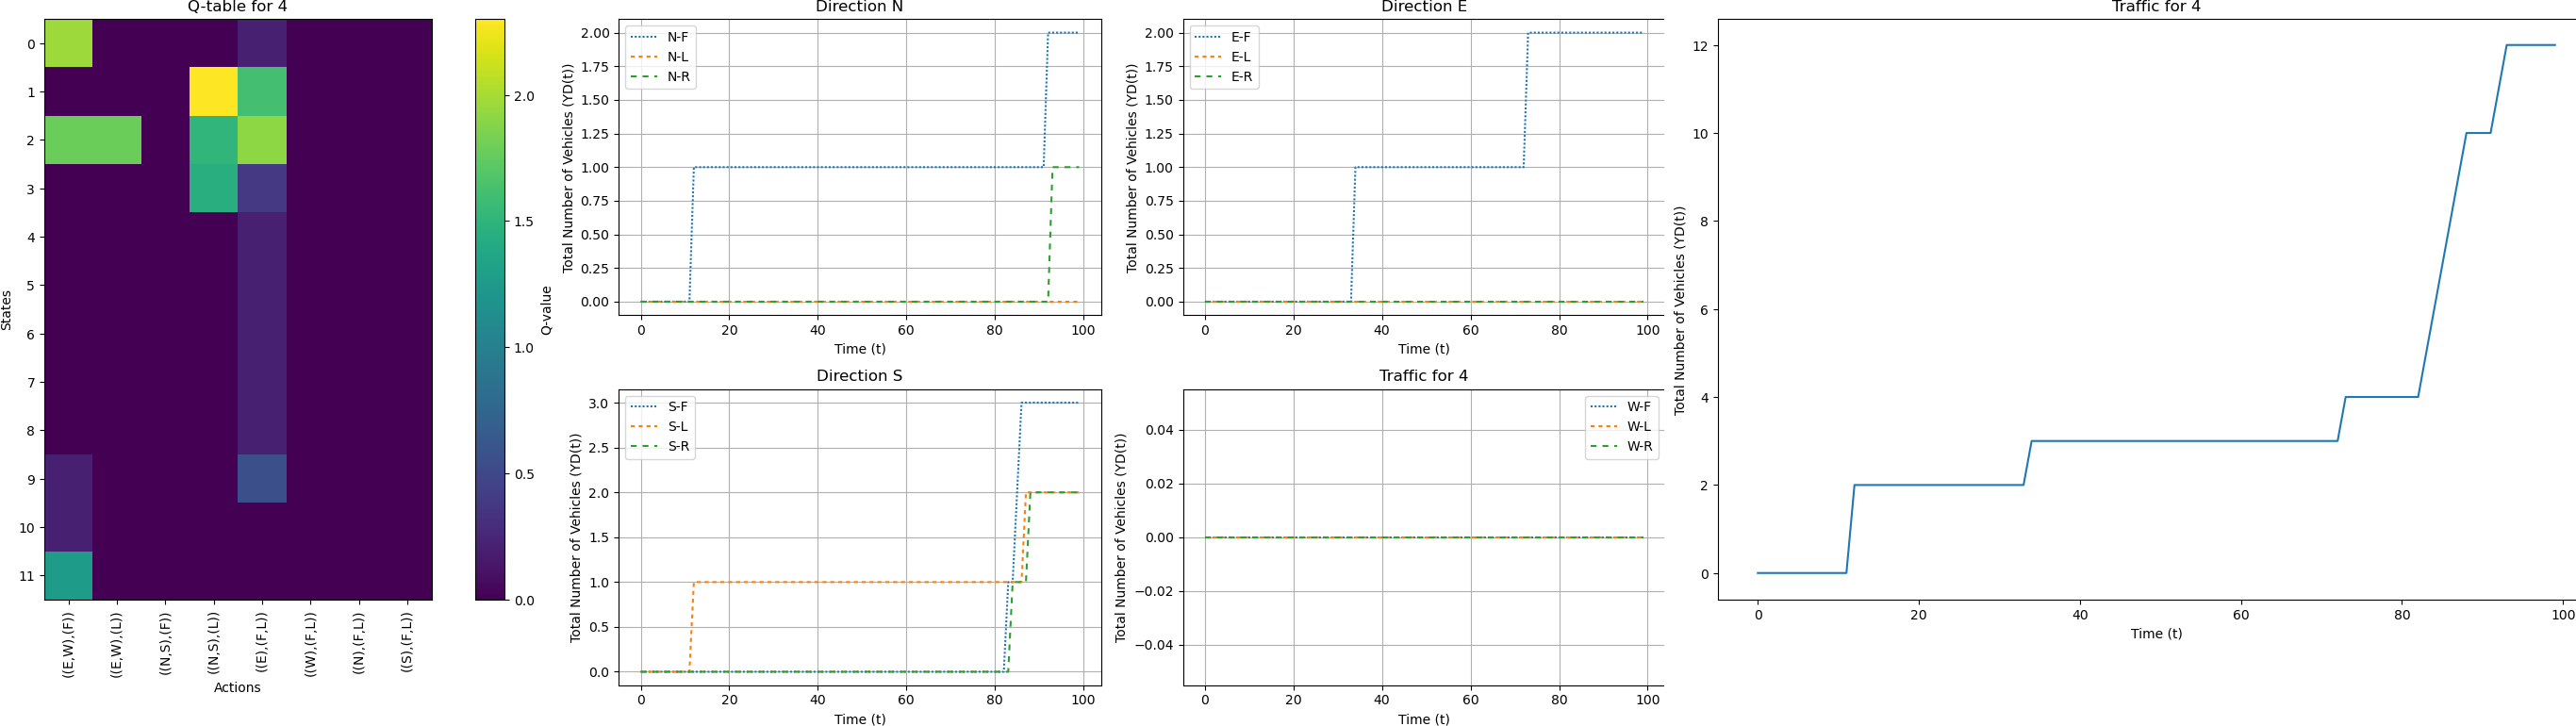 Q-table for 4
0
1
2
3
4
5
6
7
8
9
10
11
States
((E,W),(F))
((E,W),(L))
((N,S),(F))
((N,S),(L))
((E),(F,L))
((W),(F,L))
((N),(F,L))
((S),(F,L))
Actions
2.0
1.5
1.0
0.5
0.0
Q-value
Direction N
N-F
N-L
N-R
2.00
1.75
1.50
1.25
1.00
0.75
0.50
0.25
0.00
Total Number of Vehicles (YD(t))
0 20 40 60 80 100
Time (t)
Direction E
E-F
E-L
E-R
2.00
1.75
1.50
1.25
1.00
0.75
0.50
0.25
0.00
Total Number of Vehicles (YD(t))
0 20 40 60 80 100
Time (t)
Direction S
S-F
S-L
S-R
3.0
2.5
2.0
1.5
1.0
0.5
0.0
Total Number of Vehicles (YD(t))
0 20 40 60 80 100
Time (t)
Traffic for 4
W-F
W-L
W-R
0.04
0.02
0.00
−0.02
−0.04
Total Number of Vehicles (YD(t))
0 20 40 60 80 100
Time (t)
Traffic for 4
12
10
8
6
4
2
0
Total Number of Vehicles (YD(t))
0 20 40 60 80 100
Time (t)